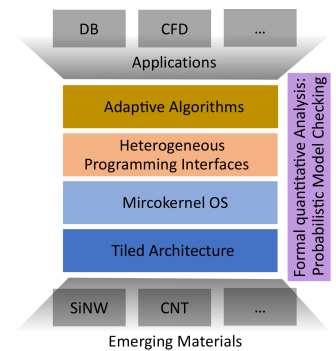 DB
CFD
...
Applications
Adaptive Algorithms
Heterogeneous
Programming Interfaces
Mircokernel OS
Tiled Architecture
SiNW
CNT
...
Emerging Materials
Formal quantitative Analysis:
Probabilistic Model Checking